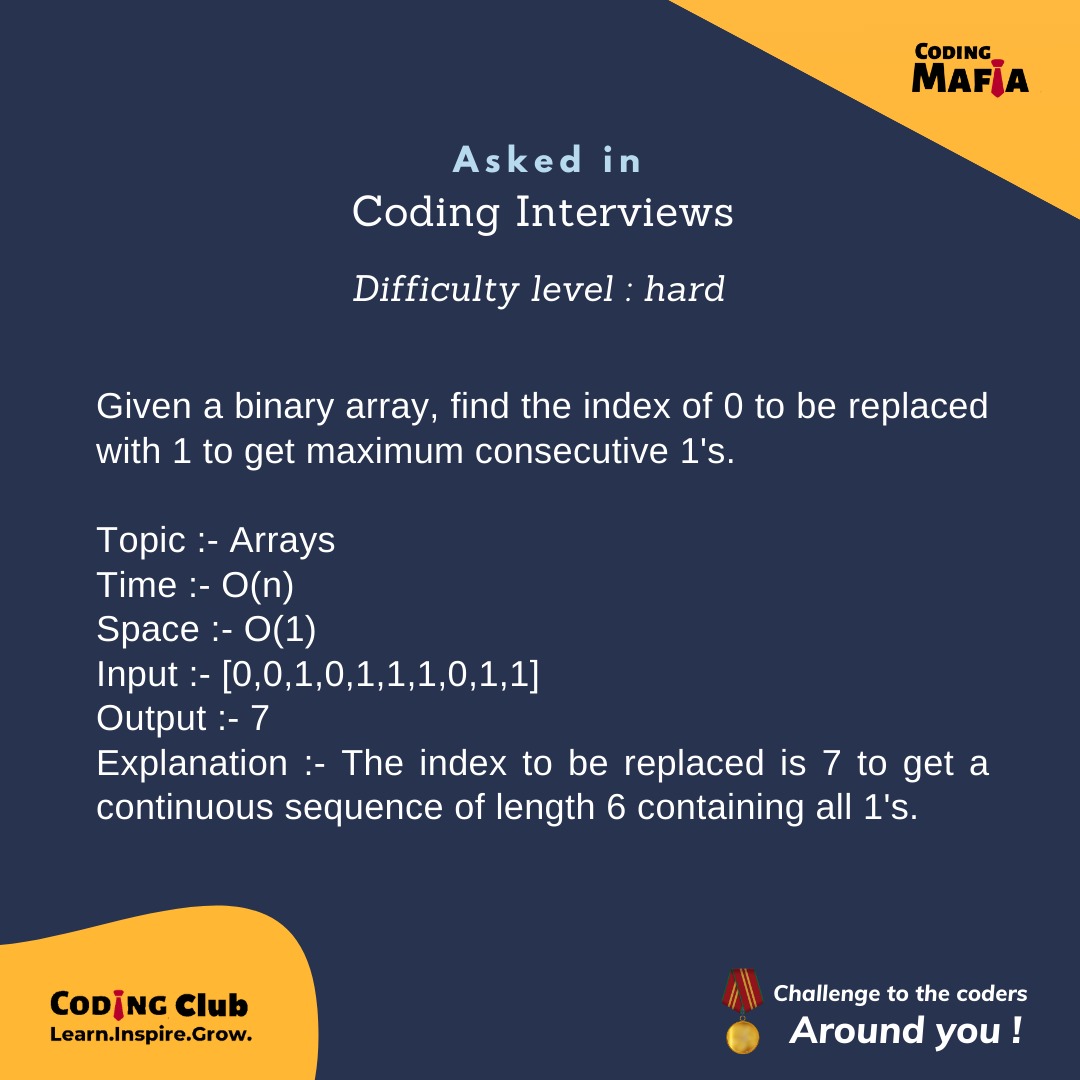 CODING
MAFIA
Asked in
Coding Interviews
Difficulty level : hard
Given a binary array, find the index of 0 to be replaced
with 1 to get maximum consecutive 1's.
Topic :- Arrays
Time :- O(n)
Space :- O(1)
Input :- [0,0,1,0,1,1,1,0,1,1]
Output :- 7
Explanation :- The index to be replaced is 7 to get a
continuous sequence of length 6 containing all 1's.
CODING Club
Learn.Inspire.Grow.
Challenge to the coders
Around you !